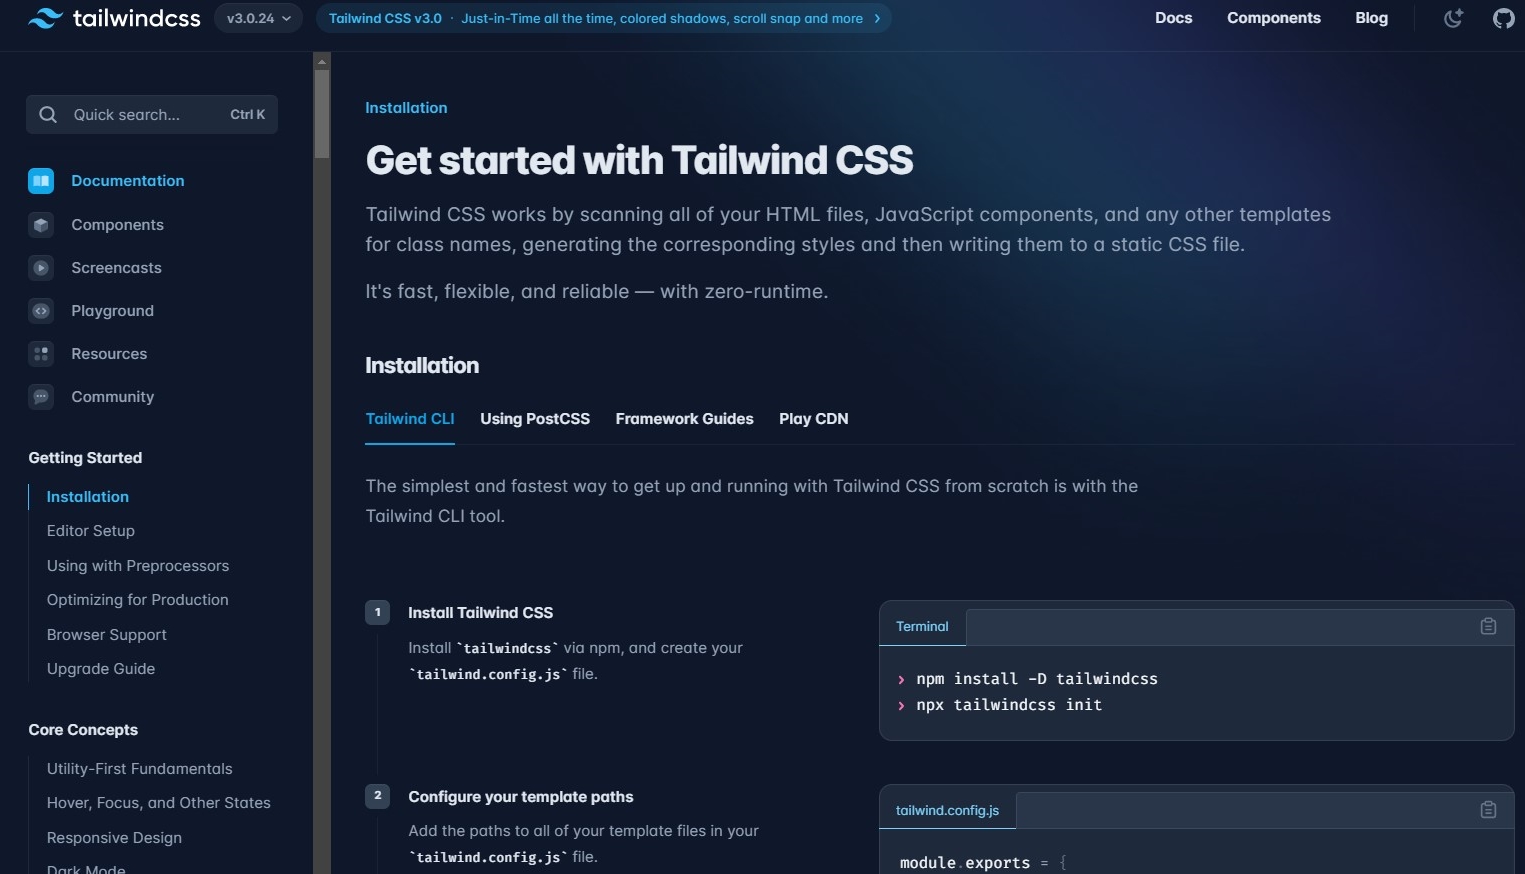 tailwindcss
v3.0.24
Tailwind CSS v3.0 · Just-in-Time all the time, colored shadows, scroll snap and more
Docs
Components
Blog
Quick search...
Ctrl K
Documentation
Components
Screencasts
Playground
Resources
Community
Getting Started
Installation
Editor Setup
Using with Preprocessors
Optimizing for Production
Browser Support
Upgrade Guide
Core Concepts
Utility-First Fundamentals
Hover, Focus, and Other States
Responsive Design
Dark Mode
Installation
Get started with Tailwind CSS
Tailwind CSS works by scanning all of your HTML files, JavaScript components, and any other templates
for class names, generating the corresponding styles and then writing them to a static CSS file.
It's fast, flexible, and reliable — with zero-runtime.
Installation
Tailwind CLI
Using PostCSS
Framework Guides
Play CDN
The simplest and fastest way to get up and running with Tailwind CSS from scratch is with the
Tailwind CLI tool.
1
Install Tailwind CSS
Install `tailwindcss` via npm, and create your
`tailwind.config.js` file.
Terminal
› npm install -D tailwindcss
› npx tailwindcss init
2
Configure your template paths
Add the paths to all of your template files in your
`tailwind.config.js` file.
tailwind.config.js
module.exports = {